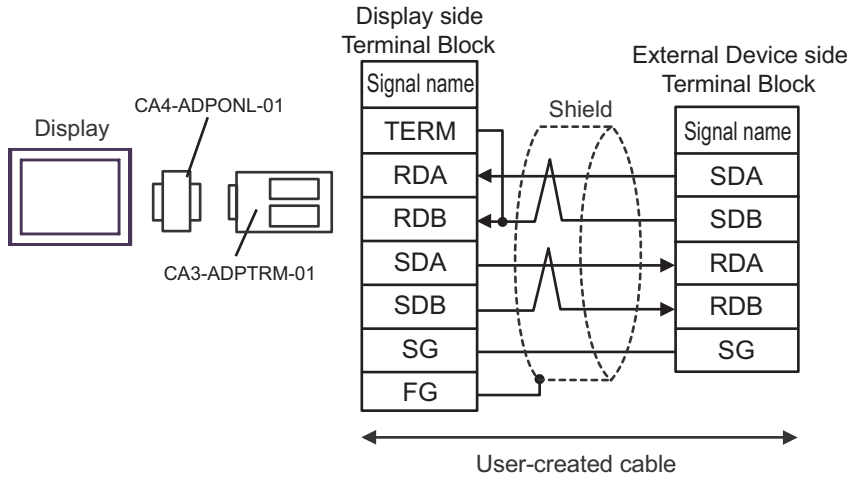 Display side
Terminal Block
External Device side
Terminal Block
CA4-ADPONL-01
Display
CA3-ADPTRM-01
Shield
Signal name
TERM
RDA
RDB
SDA
SDB
SG
FG
Signal name
SDA
SDB
RDA
RDB
SG
User-created cable